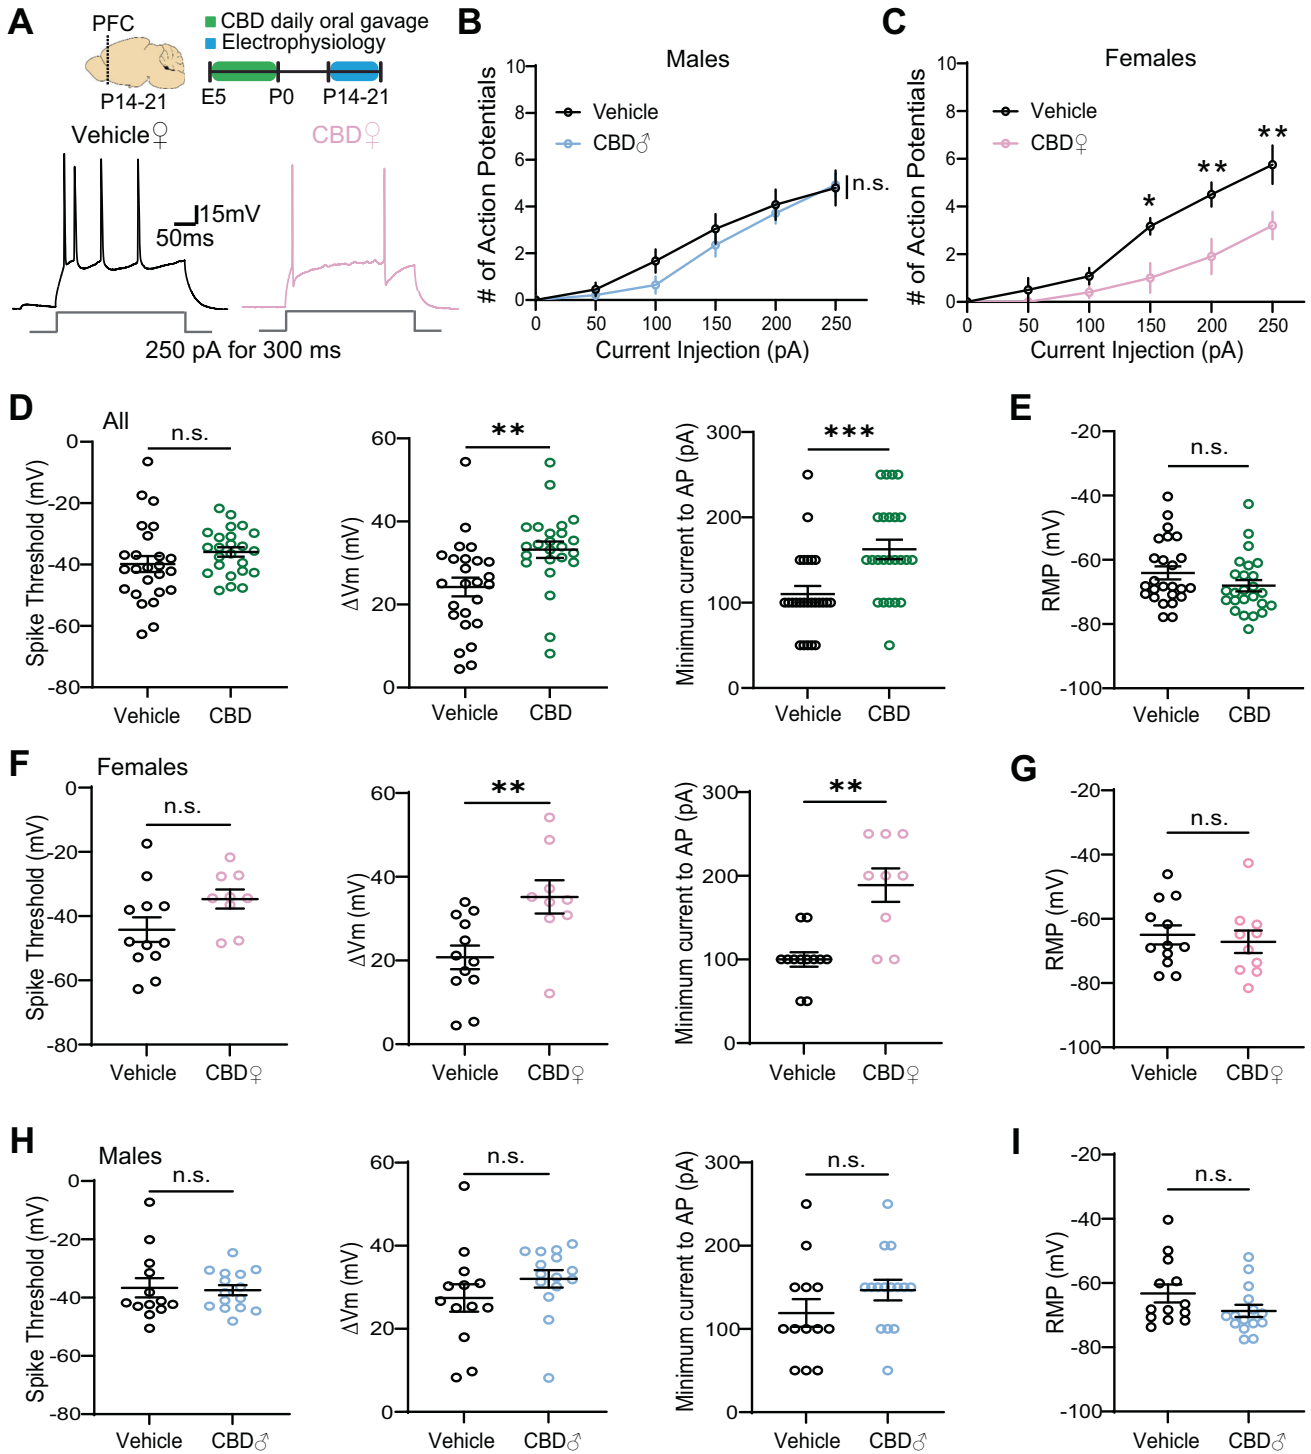 A
PFC
P14-21
CBD daily oral gavage
Electrophysiology
E5 P0 P14-21
Vehicle♀
CBD♀
15mV
50ms
250 pA for 300 ms
B
Males
# of Action Potentials
10
8
6
4
2
0
Vehicle
CBD♂
n.s.
0 50 100 150 200 250
Current Injection (pA)
C
Females
# of Action Potentials
10
8
6
4
2
0
Vehicle
CBD♀
* ** **
0 50 100 150 200 250
Current Injection (pA)
D
All
Spike Threshold (mV)
0
-20
-40
-60
-80
n.s.
Vehicle CBD
ΔVm (mV)
60
40
20
0
**
Vehicle CBD
Minimum current to AP (pA)
300
200
100
0
***
Vehicle CBD
E
RMP (mV)
-20
-40
-60
-80
-100
n.s.
Vehicle CBD
F
Females
Spike Threshold (mV)
0
-20
-40
-60
-80
n.s.
Vehicle CBD♀
ΔVm (mV)
60
40
20
0
**
Vehicle CBD♀
Minimum current to AP (pA)
300
200
100
0
**
Vehicle CBD♀
G
RMP (mV)
-20
-40
-60
-80
-100
n.s.
Vehicle CBD♀
H
Males
Spike Threshold (mV)
0
-20
-40
-60
-80
n.s.
Vehicle CBD♂
ΔVm (mV)
60
40
20
0
n.s.
Vehicle CBD♂
Minimum current to AP (pA)
300
200
100
0
n.s.
Vehicle CBD♂
I
RMP (mV)
-20
-40
-60
-80
-100
n.s.
Vehicle CBD♂